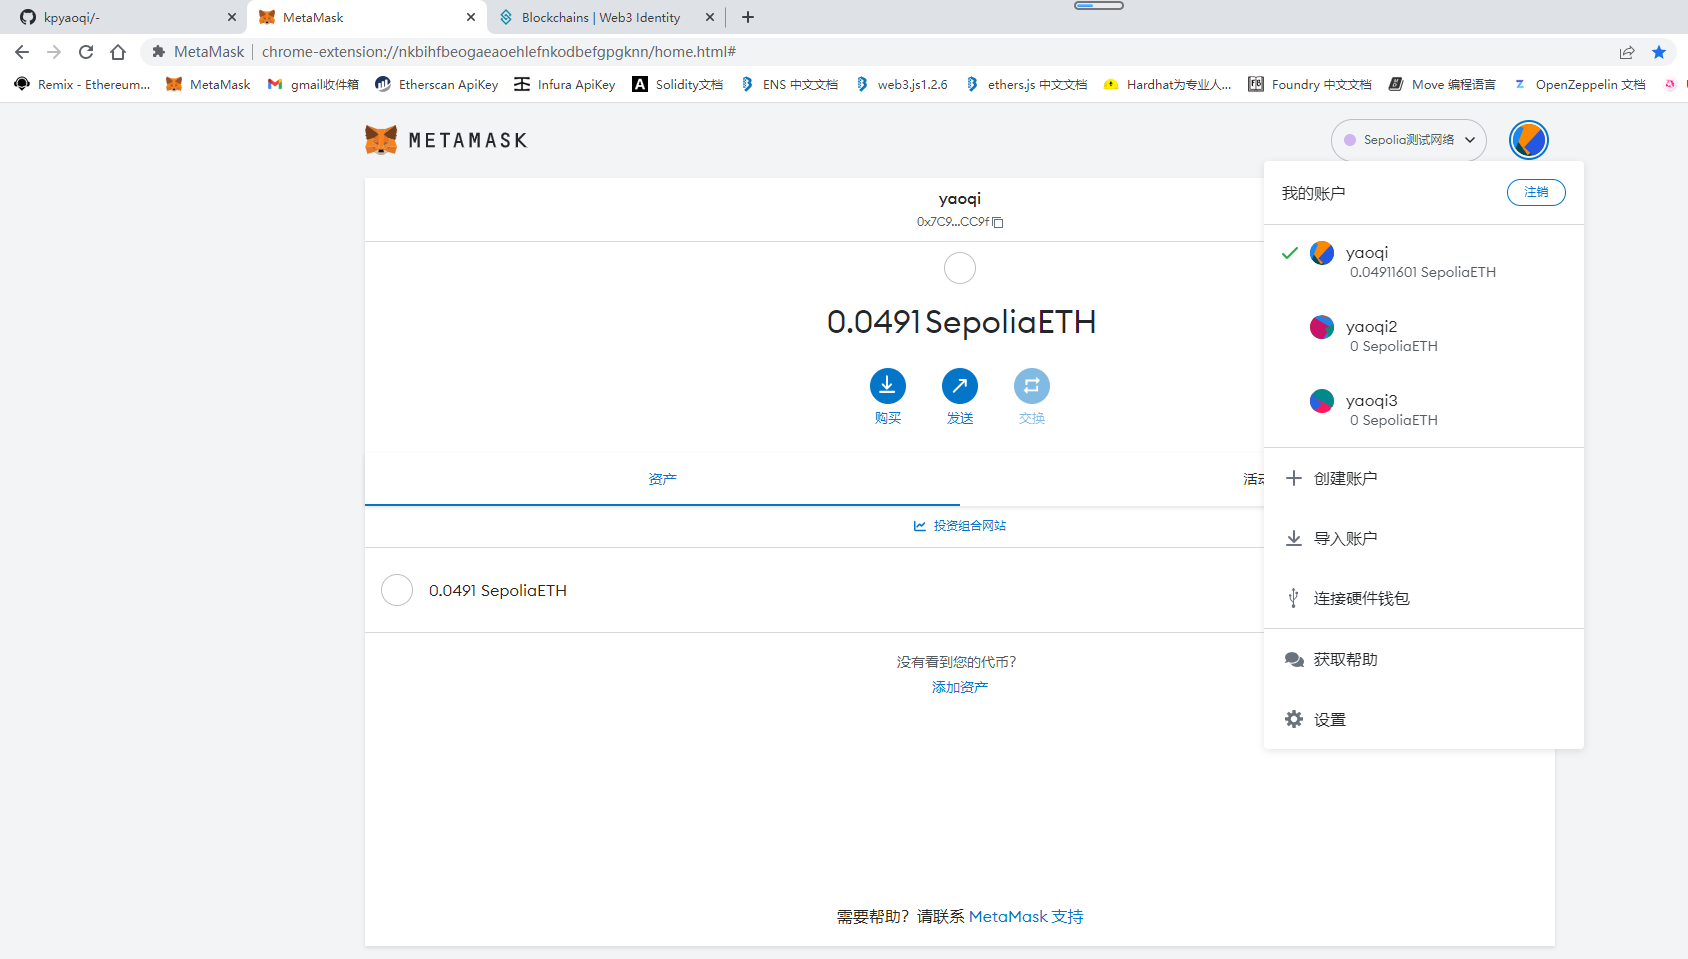 kpyaoqi/-
MetaMask
Blockchains | Web3 Identity
MetaMask
chrome-extension://nkbihfbeogaeaoehlefnkodbefgpgknn/home.html#
Remix - Ethereum...
MetaMask
gmail收件箱
Etherscan ApiKey
Infura ApiKey
Solidity文档
ENS 中文文档
web3.js1.2.6
ethers.js 中文文档
Hardhat为专业人...
Foundry 中文文档
Move 编程语言
OpenZeppelin 文档
METAMASK
Sepolia测试网络
yaoqi
0x7C9...CC9f
0.0491 SepoliaETH
购买
发送
交换
资产
投资组合网站
0.0491 SepoliaETH
没有看到您的代币?
添加资产
需要帮助？请联系 MetaMask 支持
我的账户
注销
yaoqi
0.04911601 SepoliaETH
yaoqi2
0 SepoliaETH
yaoqi3
0 SepoliaETH
创建账户
导入账户
连接硬件钱包
获取帮助
设置